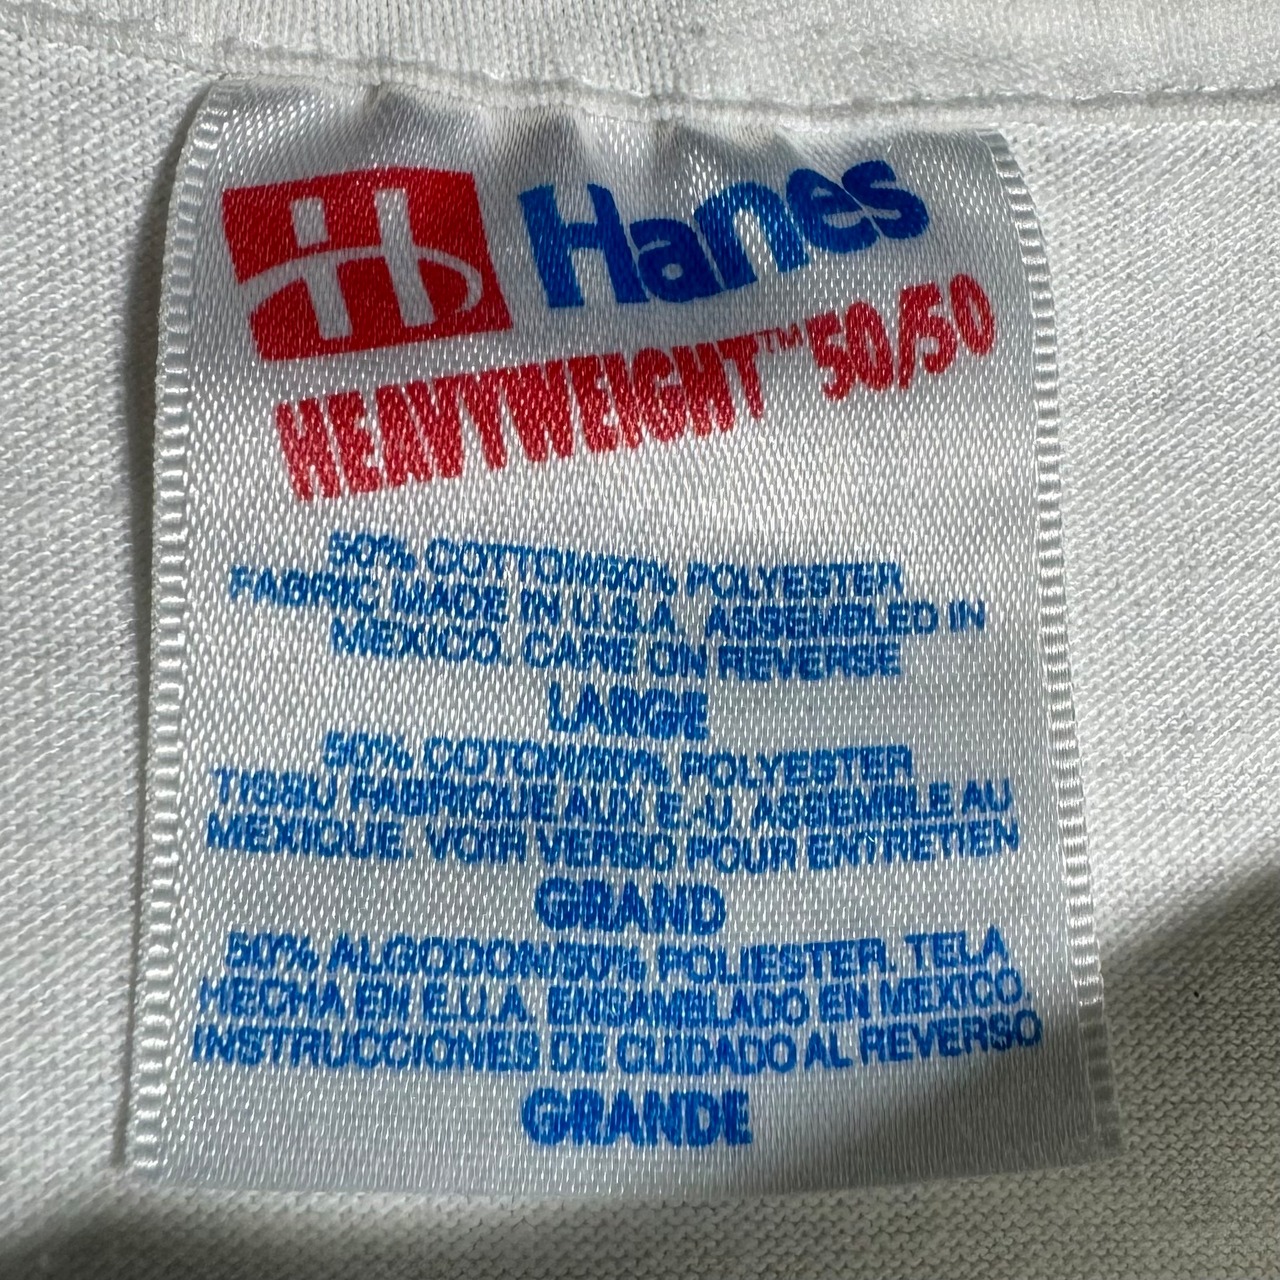 H Hanes
HEAVYWEIGHT™ 50/50
50% COTTON/50% POLYESTER
FABRIC MADE IN U.S.A. ASSEMBLED IN
MEXICO. CARE ON REVERSE
LARGE
50% COTON/50% POLYESTER
TISSU FABRIQUE AUX E.-U. ASSEMBLE AU
MEXIQUE. VOIR VERSO POUR ENTRETIEN
GRAND
50% ALGODON/50% POLIESTER. TELA
HECHA EN E.U.A. ENSAMBLADO EN MEXICO.
INSTRUCCIONES DE CUIDADO AL REVERSO
GRANDE